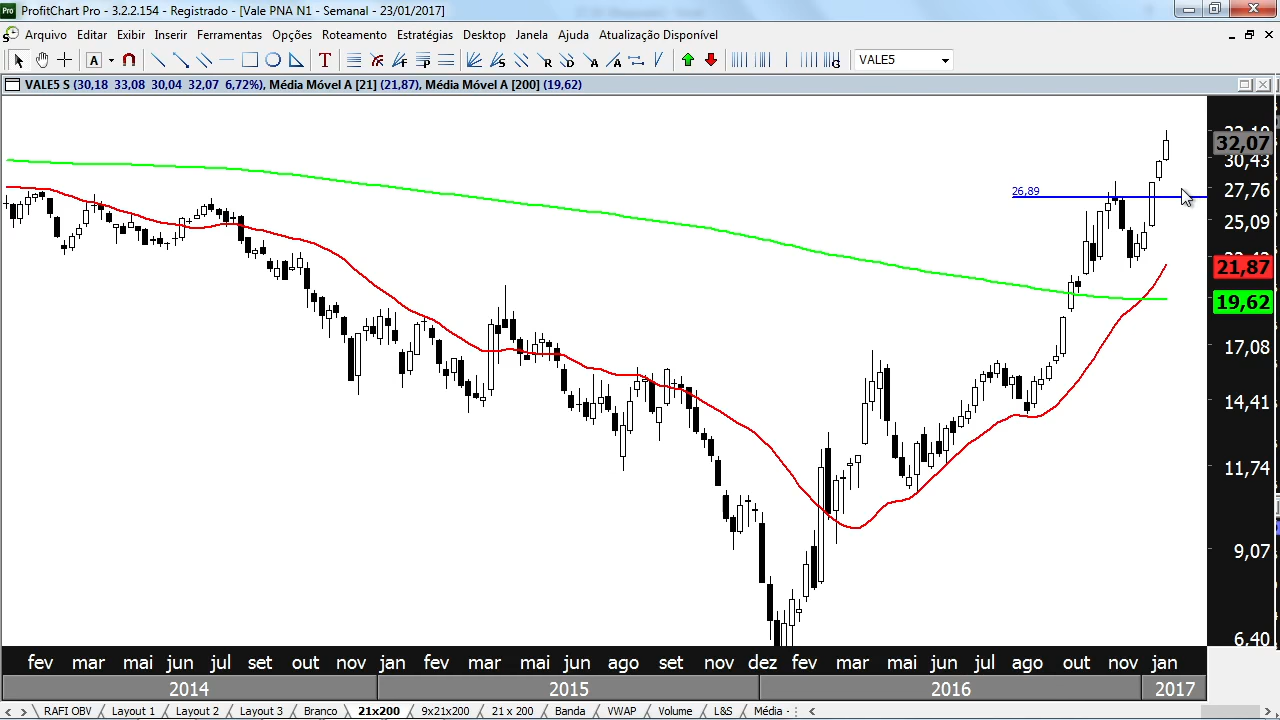 ProfitChart Pro - 3.2.2.154 - Registrado - [Vale PNA N1 - Semanal - 23/01/2017]
Arquivo Editar Exibir Inserir Ferramentas Opções Roteamento Estratégias Desktop Janela Ajuda Atualização Disponível
VALE5
VALE5 S (30,18 33,08 30,04 32,07 6,72%), Média Móvel A [21] (21,87), Média Móvel A [200] (19,62)
32,07
30,43
26,89
27,76
25,09
21,87
19,62
17,08
14,41
11,74
9,07
6,40
fev mar mai jun jul set out nov jan fev mar mai jun ago set nov dez fev mar mai jun jul ago out nov jan
2014 2015 2016 2017
RAFI OBV Layout 1 Layout 2 Layout 3 Branco 21x200 9x21x200 21 x 200 Banda VWAP Volume L&S Média -